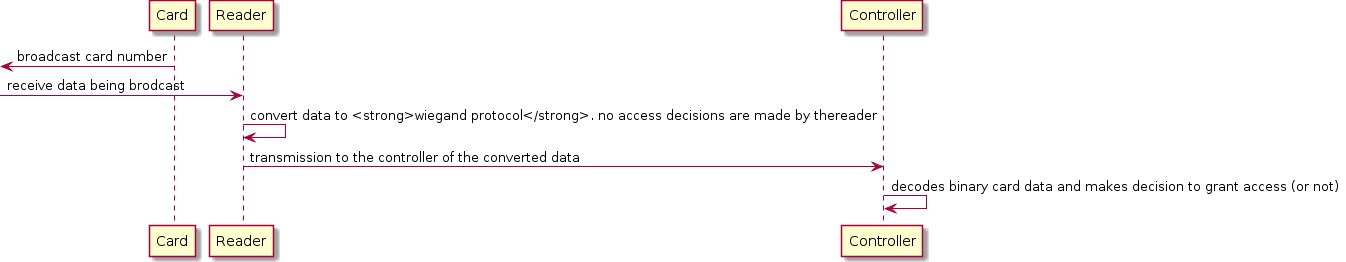 Card Reader Controller
broadcast card number
receive data being brodcast
convert data to <strong>wiegand protocol</strong>. no access decisions are made by thereader
transmission to the controller of the converted data
decodes binary card data and makes decision to grant access (or not)
Card Reader Controller